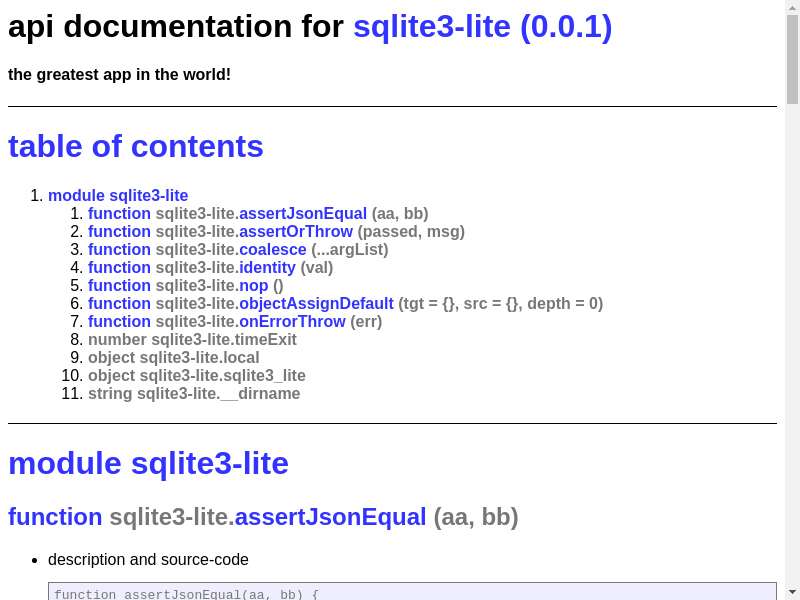 api documentation for sqlite3-lite (0.0.1)
the greatest app in the world!
table of contents
1. module sqlite3-lite
1. function sqlite3-lite.assertJsonEqual (aa, bb)
2. function sqlite3-lite.assertOrThrow (passed, msg)
3. function sqlite3-lite.coalesce (...argList)
4. function sqlite3-lite.identity (val)
5. function sqlite3-lite.nop ()
6. function sqlite3-lite.objectAssignDefault (tgt = {}, src = {}, depth = 0)
7. function sqlite3-lite.onErrorThrow (err)
8. number sqlite3-lite.timeExit
9. object sqlite3-lite.local
10. object sqlite3-lite.sqlite3_lite
11. string sqlite3-lite.__dirname
module sqlite3-lite
function sqlite3-lite.assertJsonEqual (aa, bb)
• description and source-code
function assertJsonEqual(aa, bb) {